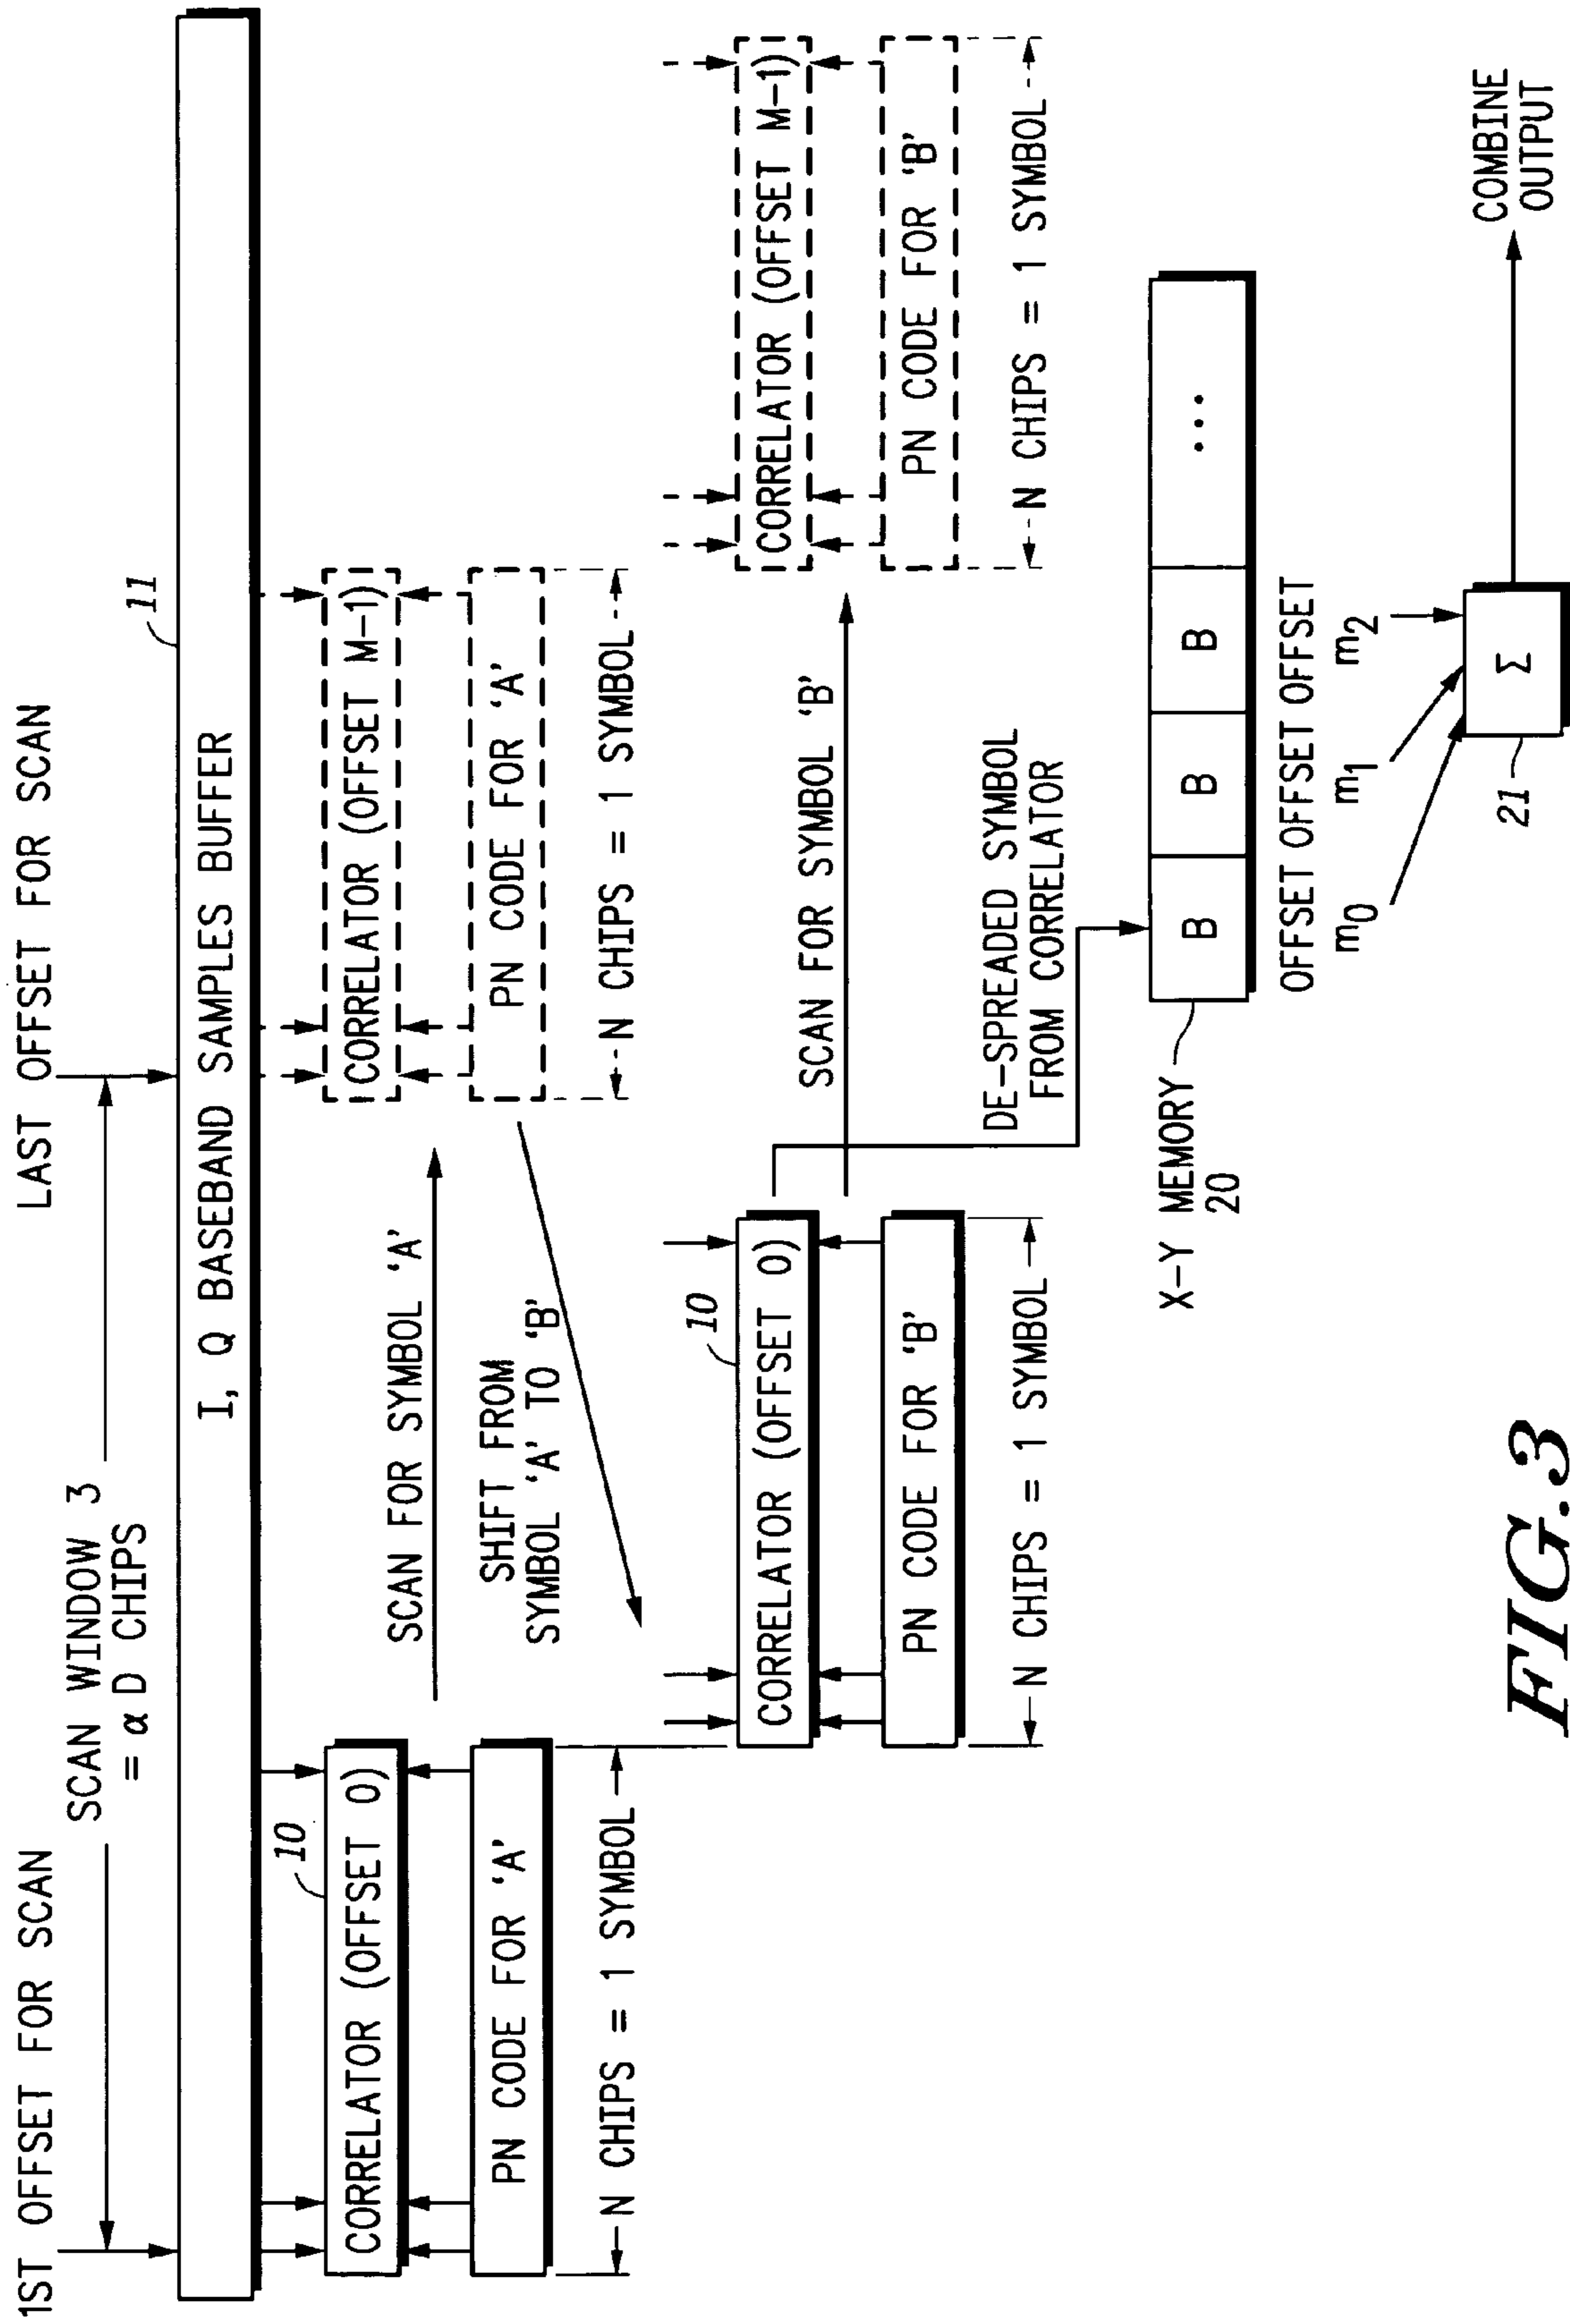 1ST OFFSET FOR SCAN
LAST OFFSET FOR SCAN
SCAN WINDOW 3
= α D CHIPS
11
I, Q BASEBAND SAMPLES BUFFER
10
CORRELATOR (OFFSET 0)
PN CODE FOR ‘A’
N CHIPS = 1 SYMBOL
SCAN FOR SYMBOL ‘A’
CORRELATOR (OFFSET M-1)
PN CODE FOR ‘A’
N CHIPS = 1 SYMBOL
SHIFT FROM
SYMBOL ‘A’ TO ‘B’
10
CORRELATOR (OFFSET 0)
PN CODE FOR ‘B’
N CHIPS = 1 SYMBOL
SCAN FOR SYMBOL ‘B’
CORRELATOR (OFFSET M-1)
PN CODE FOR ‘B’
N CHIPS = 1 SYMBOL
DE-SPREADED SYMBOL
FROM CORRELATOR
X-Y MEMORY
20
B B B ...
OFFSET OFFSET OFFSET
m0 m1 m2
21
Σ
COMBINE
OUTPUT
FIG.3